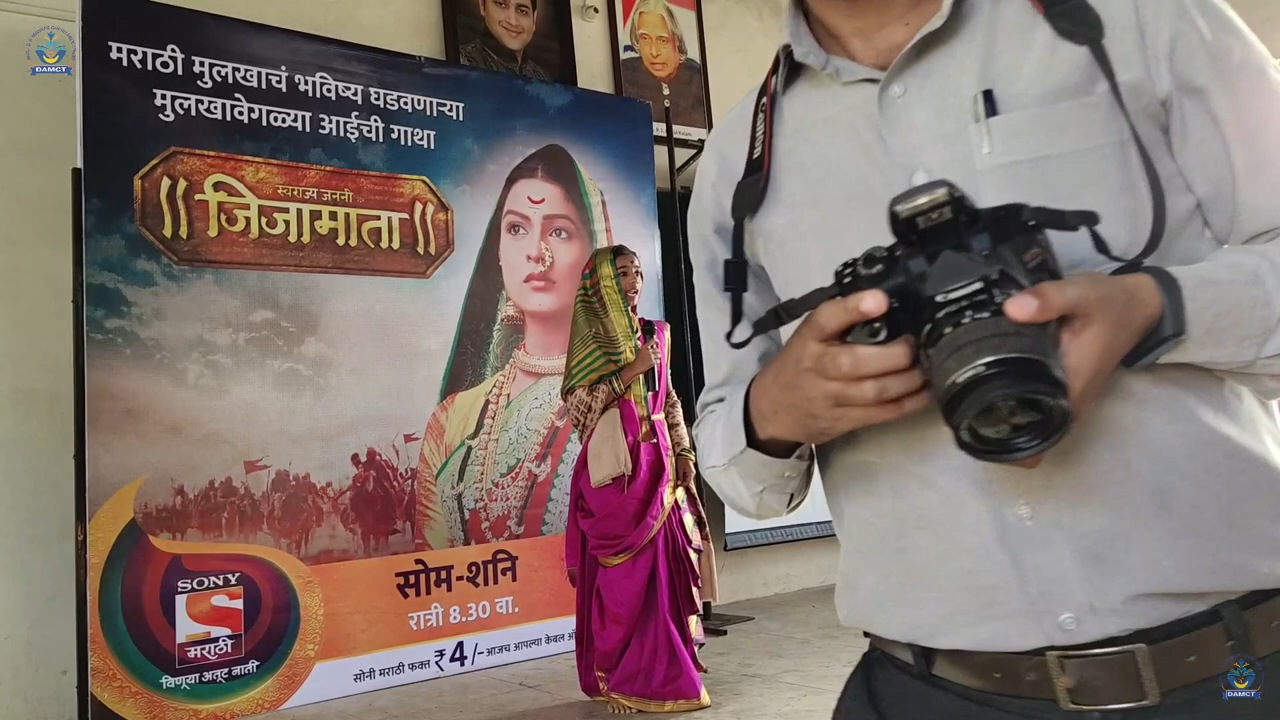 DAMCT
मराठी मुलखाचं भविष्य घडवणाऱ्या
मुलखावेगळ्या आईची गाथा
स्वराज्य जननी
॥ जिजामाता ॥
सोम-शनि
रात्री 8.30 वा.
सोनी मराठी फक्त ₹4/-आजच आपल्या केबल
SONY
S
मराठी
विणूया अतूट नाती
Canon
DAMCT